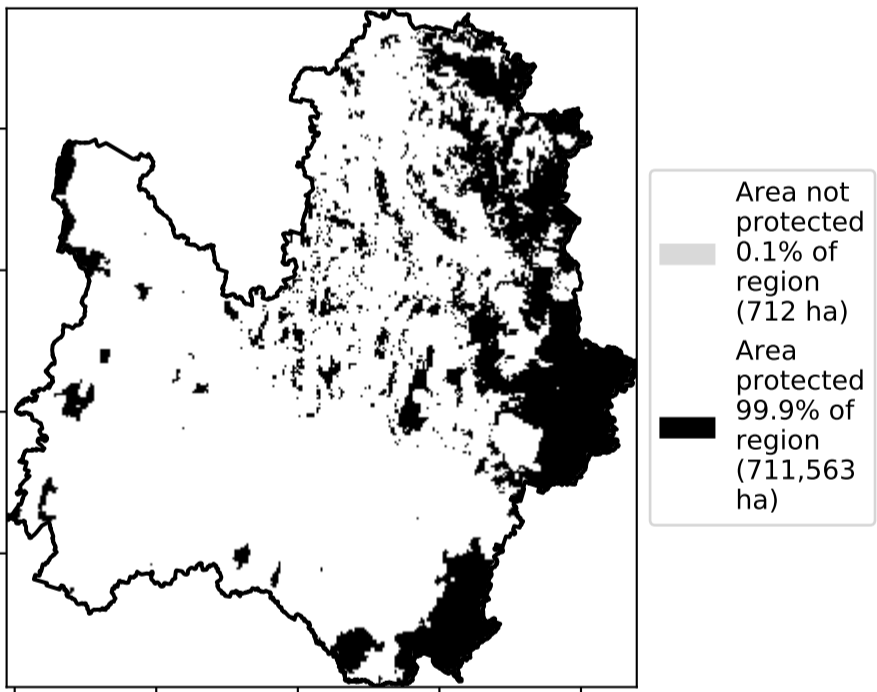 Area not
protected
0.1% of
region
(712 ha)
Area
protected
99.9% of
region
(711,563
ha)